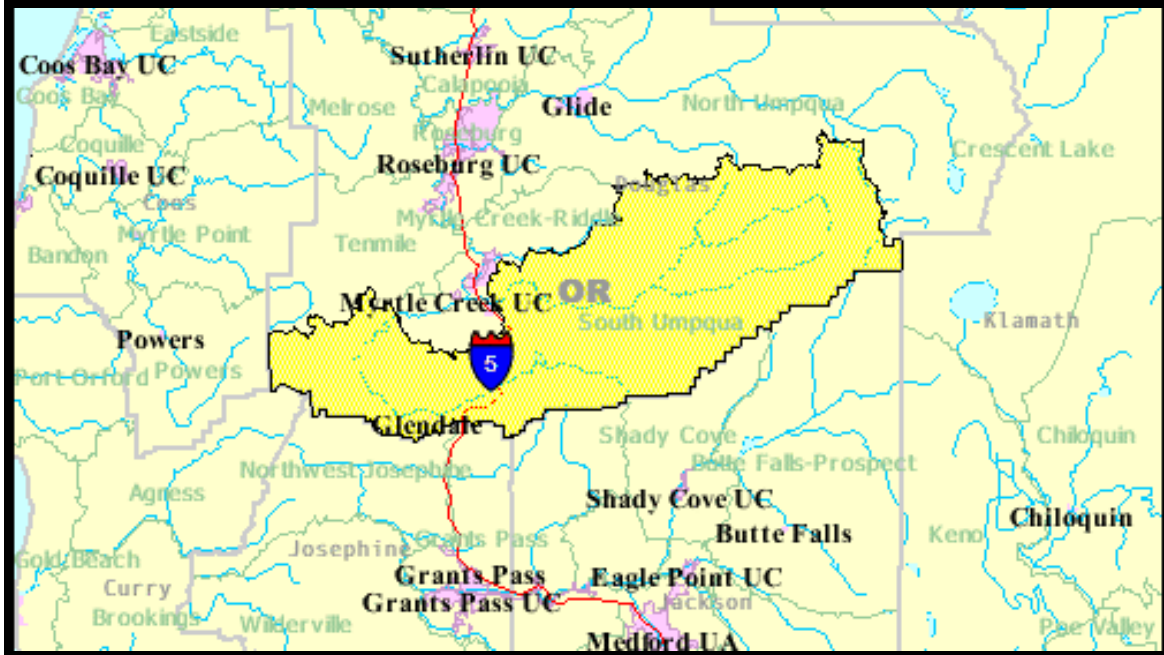 Eastside
Sutherlin UC
Coos Bay UC
Calapooia
Coos Bay
Melrose
Glide
North Umpqua
Coquille
Roseburg
Crescent Lake
Coquille UC
Roseburg UC
Douglas
Coos
Myrtle Point
Myrtle Creek-Riddle
Tenmile
Bandon
OR
Myrtle Creek UC
South Umpqua
Klamath
Powers
5
Port Orford
Powers
Glendale
Shady Cove
Chiloquin
Northwest Josephine
Butte Falls-Prospect
Agness
Shady Cove UC
Chiloquin
Butte Falls
Keno
Grants Pass
Josephine
Gold Beach
Grants Pass
Eagle Point UC
Curry
Grants Pass UC
Jackson
Brookings
Wilderville
Poe Valley
Medford UA